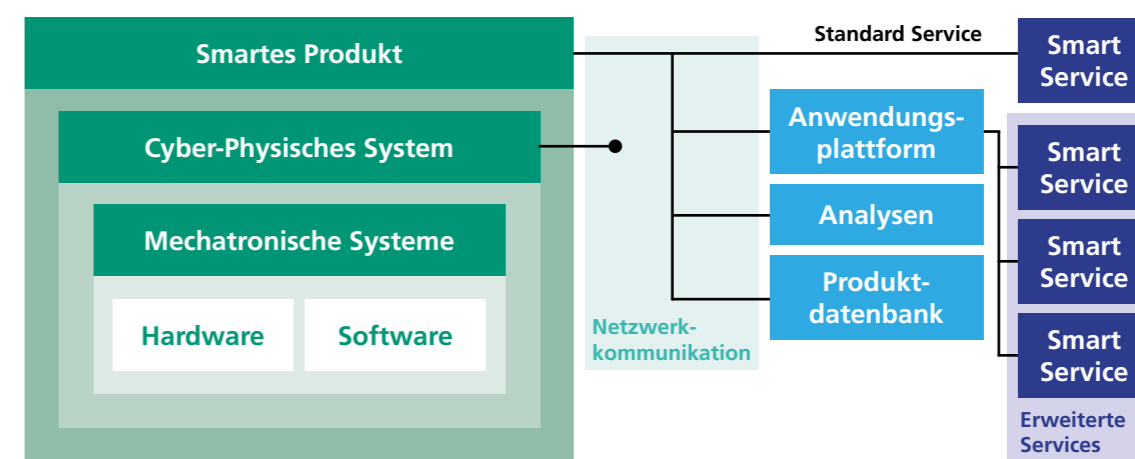 Smartes Produkt
Cyber-Physisches System
Mechatronische Systeme
Hardware
Software
Netzwerk-
kommunikation
Standard Service
Anwendungs-
plattform
Analysen
Produkt-
datenbank
Smart
Service
Smart
Service
Smart
Service
Smart
Service
Erweiterte
Services